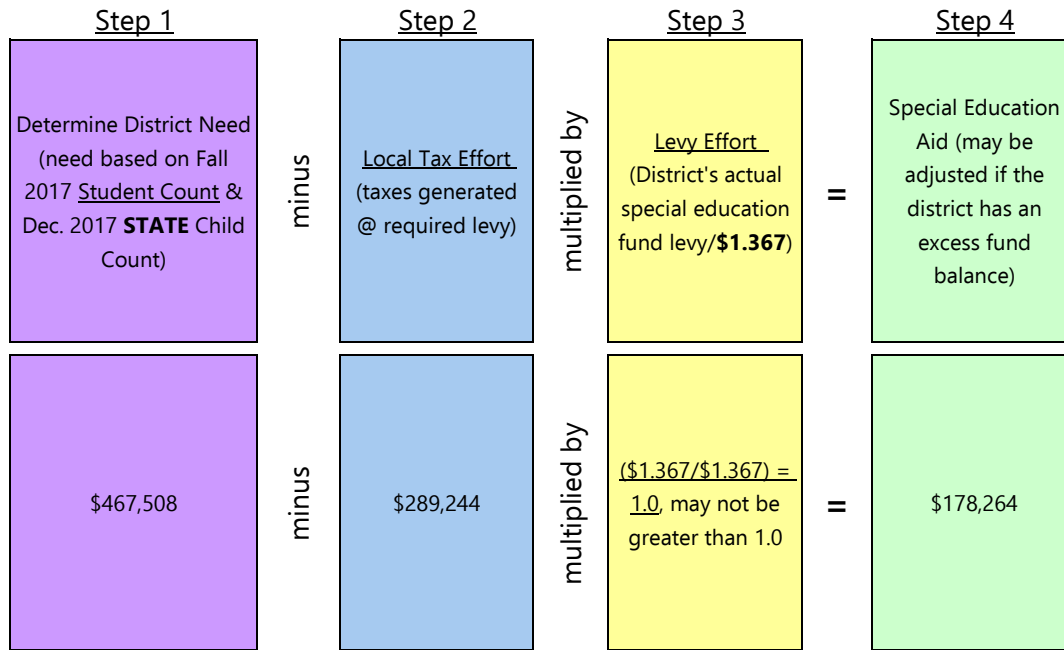 Step 1
Step 2
Step 3
Step 4
Determine District Need
(need based on Fall
2017 Student Count &
Dec. 2017 STATE Child
Count)
minus
Local Tax Effort
(taxes generated
@ required levy)
multiplied by
Levy Effort
(District's actual
special education
fund levy/$1.367)
=
Special Education
Aid (may be
adjusted if the
district has an
excess fund
balance)
$467,508
minus
$289,244
multiplied by
($1.367/$1.367) =
1.0, may not be
greater than 1.0
=
$178,264